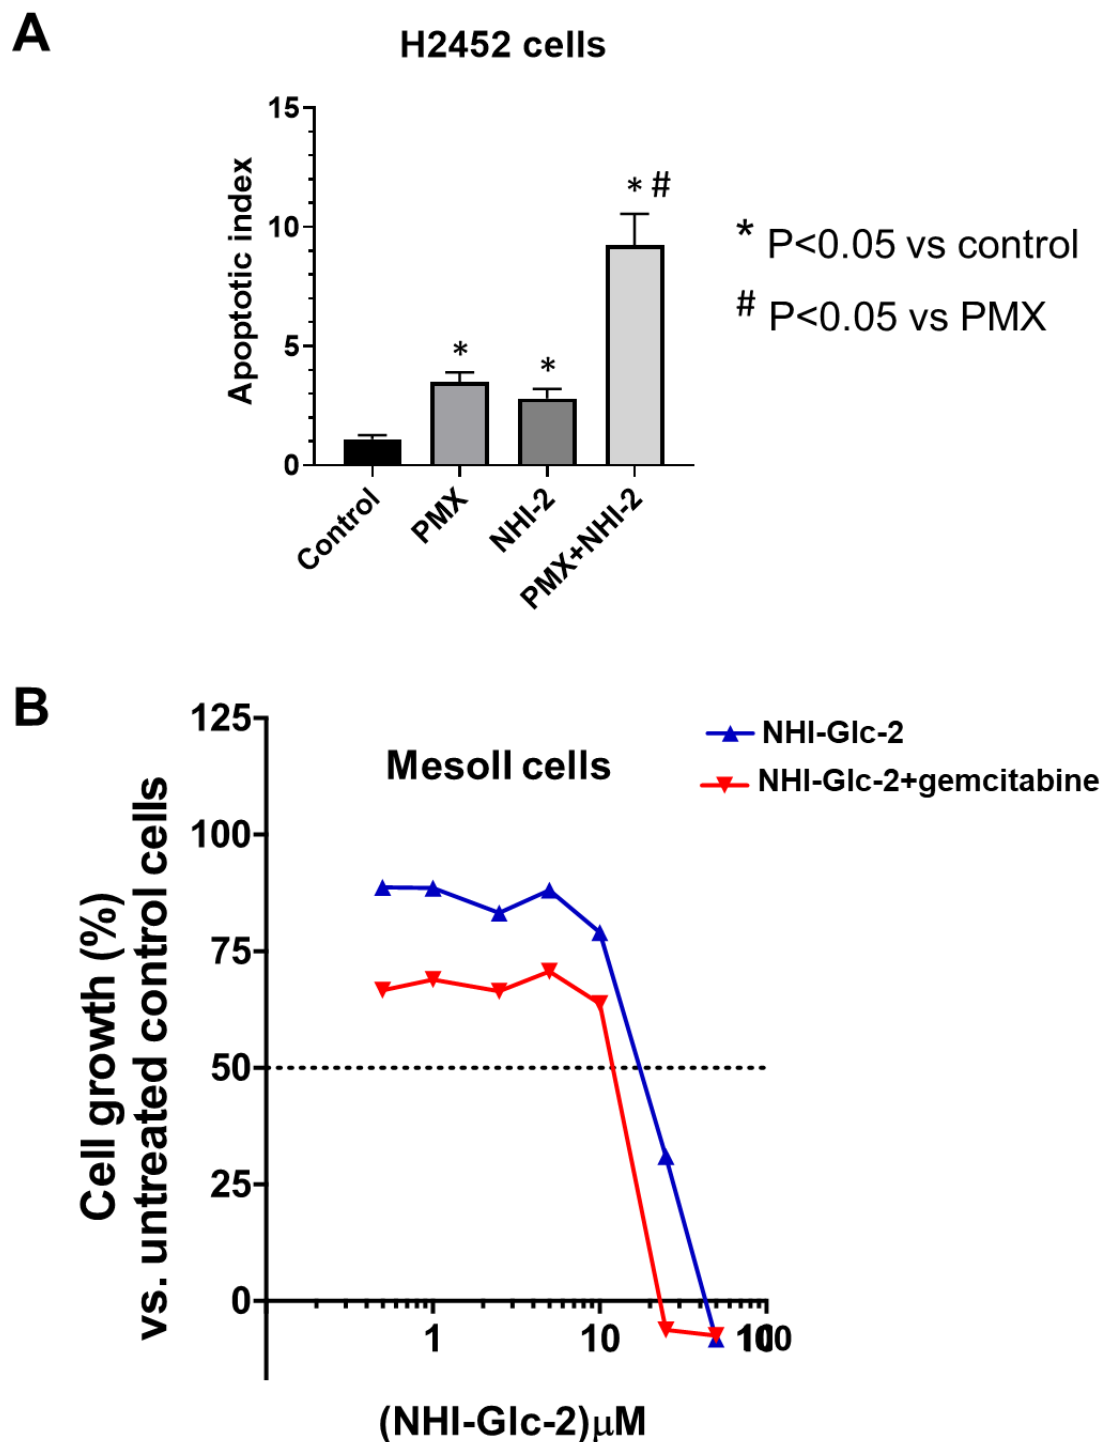 A
H2452 cells
Apoptotic index
15
10
5
0
* #
*
*
Control
PMX
NHI-2
PMX+NHI-2
* P<0.05 vs control
# P<0.05 vs PMX
B
MesoII cells
NHI-Glc-2
NHI-Glc-2+gemcitabine
Cell growth (%)
vs. untreated control cells
125
100
75
50
25
0
1
10
100
(NHI-Glc-2)μM